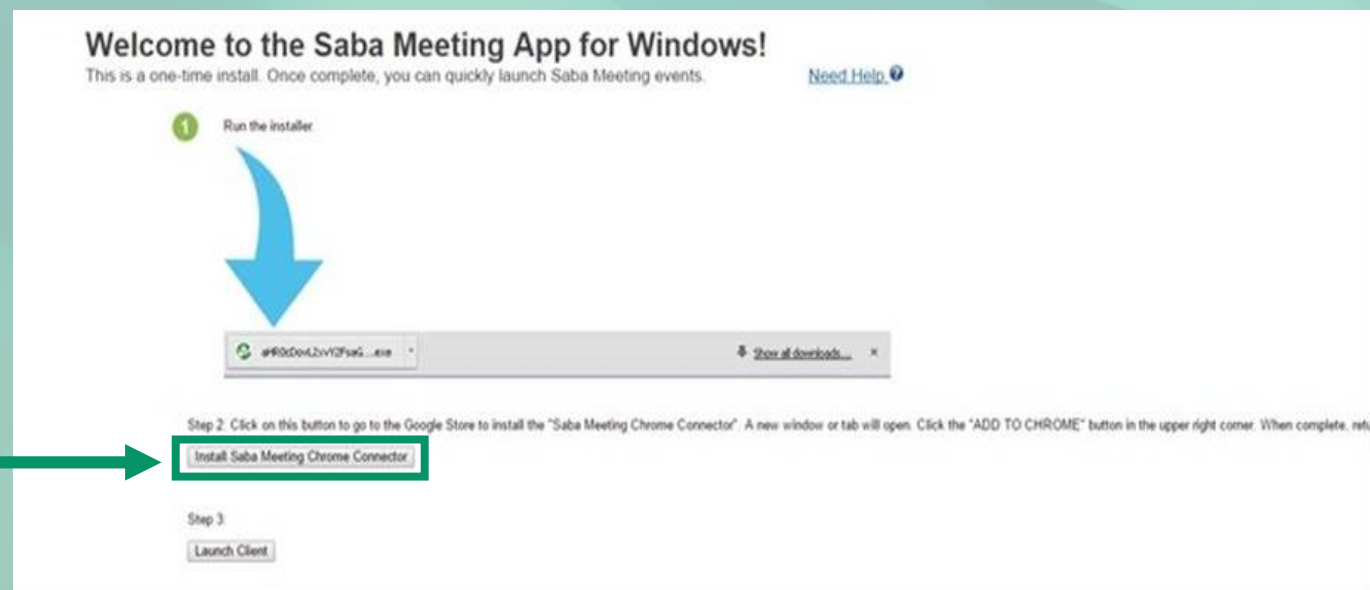 Welcome to the Saba Meeting App for Windows!
This is a one-time install. Once complete, you can quickly launch Saba Meeting events.
Need Help
1 Run the installer.
Show all downloads...
Step 2: Click on this button to go to the Google Store to install the "Saba Meeting Chrome Connector". A new window or tab will open. Click the "ADD TO CHROME" button in the upper right corner. When complete, retu
Install Saba Meeting Chrome Connector
Step 3:
Launch Client